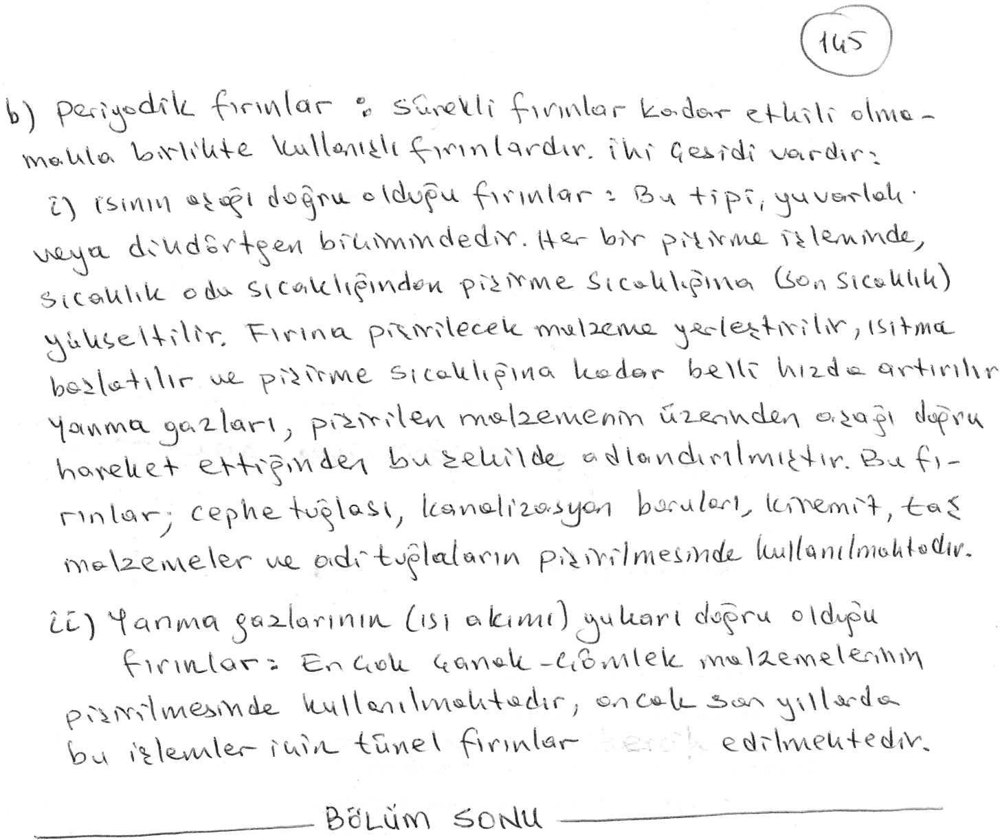 145
b) Periyodik fırınlar : Sürekli fırınlar kadar etkili olma-
makla birlikte kullanışlı fırınlardır. İki çeşidi vardır:
i) ısının aşağı doğru olduğu fırınlar : Bu tipi, yuvarlak
veya dikdörtgen biçimindedir. Her bir pişirme işleminde,
sıcaklık oda sıcaklığından pişirme sıcaklığına (son sıcaklık)
yükseltilir. Fırına pişirilecek malzeme yerleştirilir, ısıtma
başlatılır ve pişirme sıcaklığına kadar belli hızda artırılır
Yanma gazları, pişirilen malzemenin üzerinden aşağı doğru
hareket ettiğinden bu şekilde adlandırılmıştır. Bu fı-
rınlar; cephe tuğlası, kanalizasyon boruları, kiremit, taş
malzemeler ve adi tuğlaların pişirilmesinde kullanılmaktadır.
ii) Yanma gazlarının (ısı akımı) yukarı doğru olduğu
fırınlar : En çok çanak-çömlek malzemelerinin
pişirilmesinde kullanılmaktadır, ancak son yıllarda
bu işlemler için tünel fırınlar edilmektedir.
BÖLÜM SONU